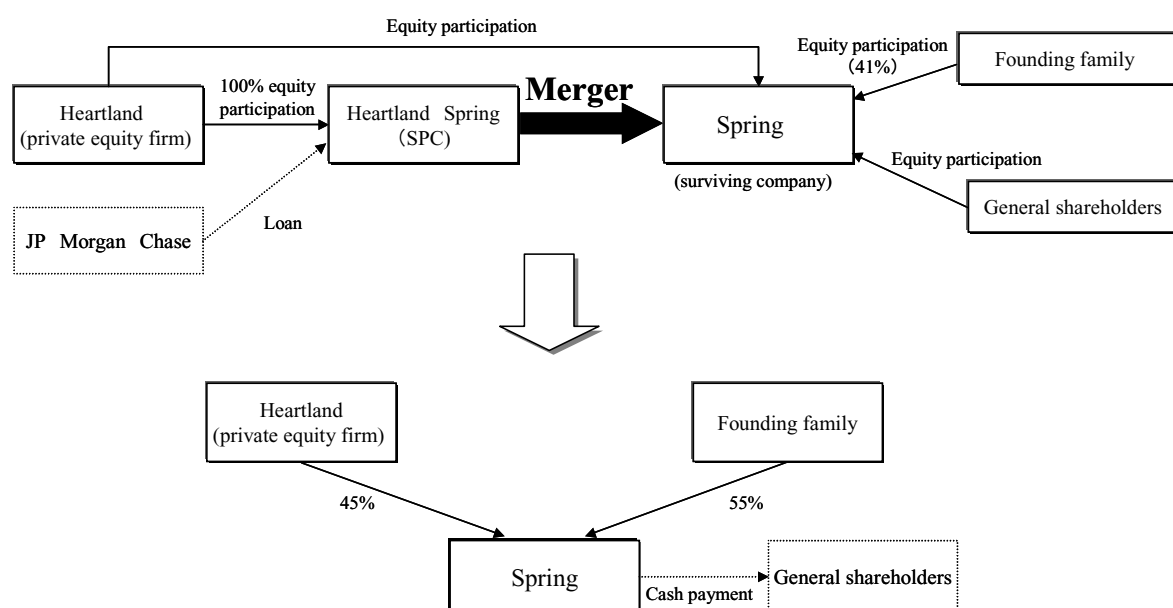 Equity participation
Equity participation
（41%）
Founding family
100% equity
participation
Merger
Heartland
(private equity firm)
Heartland Spring
（SPC)
Spring
Equity participation
(surviving company)
General shareholders
JP Morgan Chase
Loan
Heartland
(private equity firm)
Founding family
45%
55%
Spring
General shareholders
Cash payment